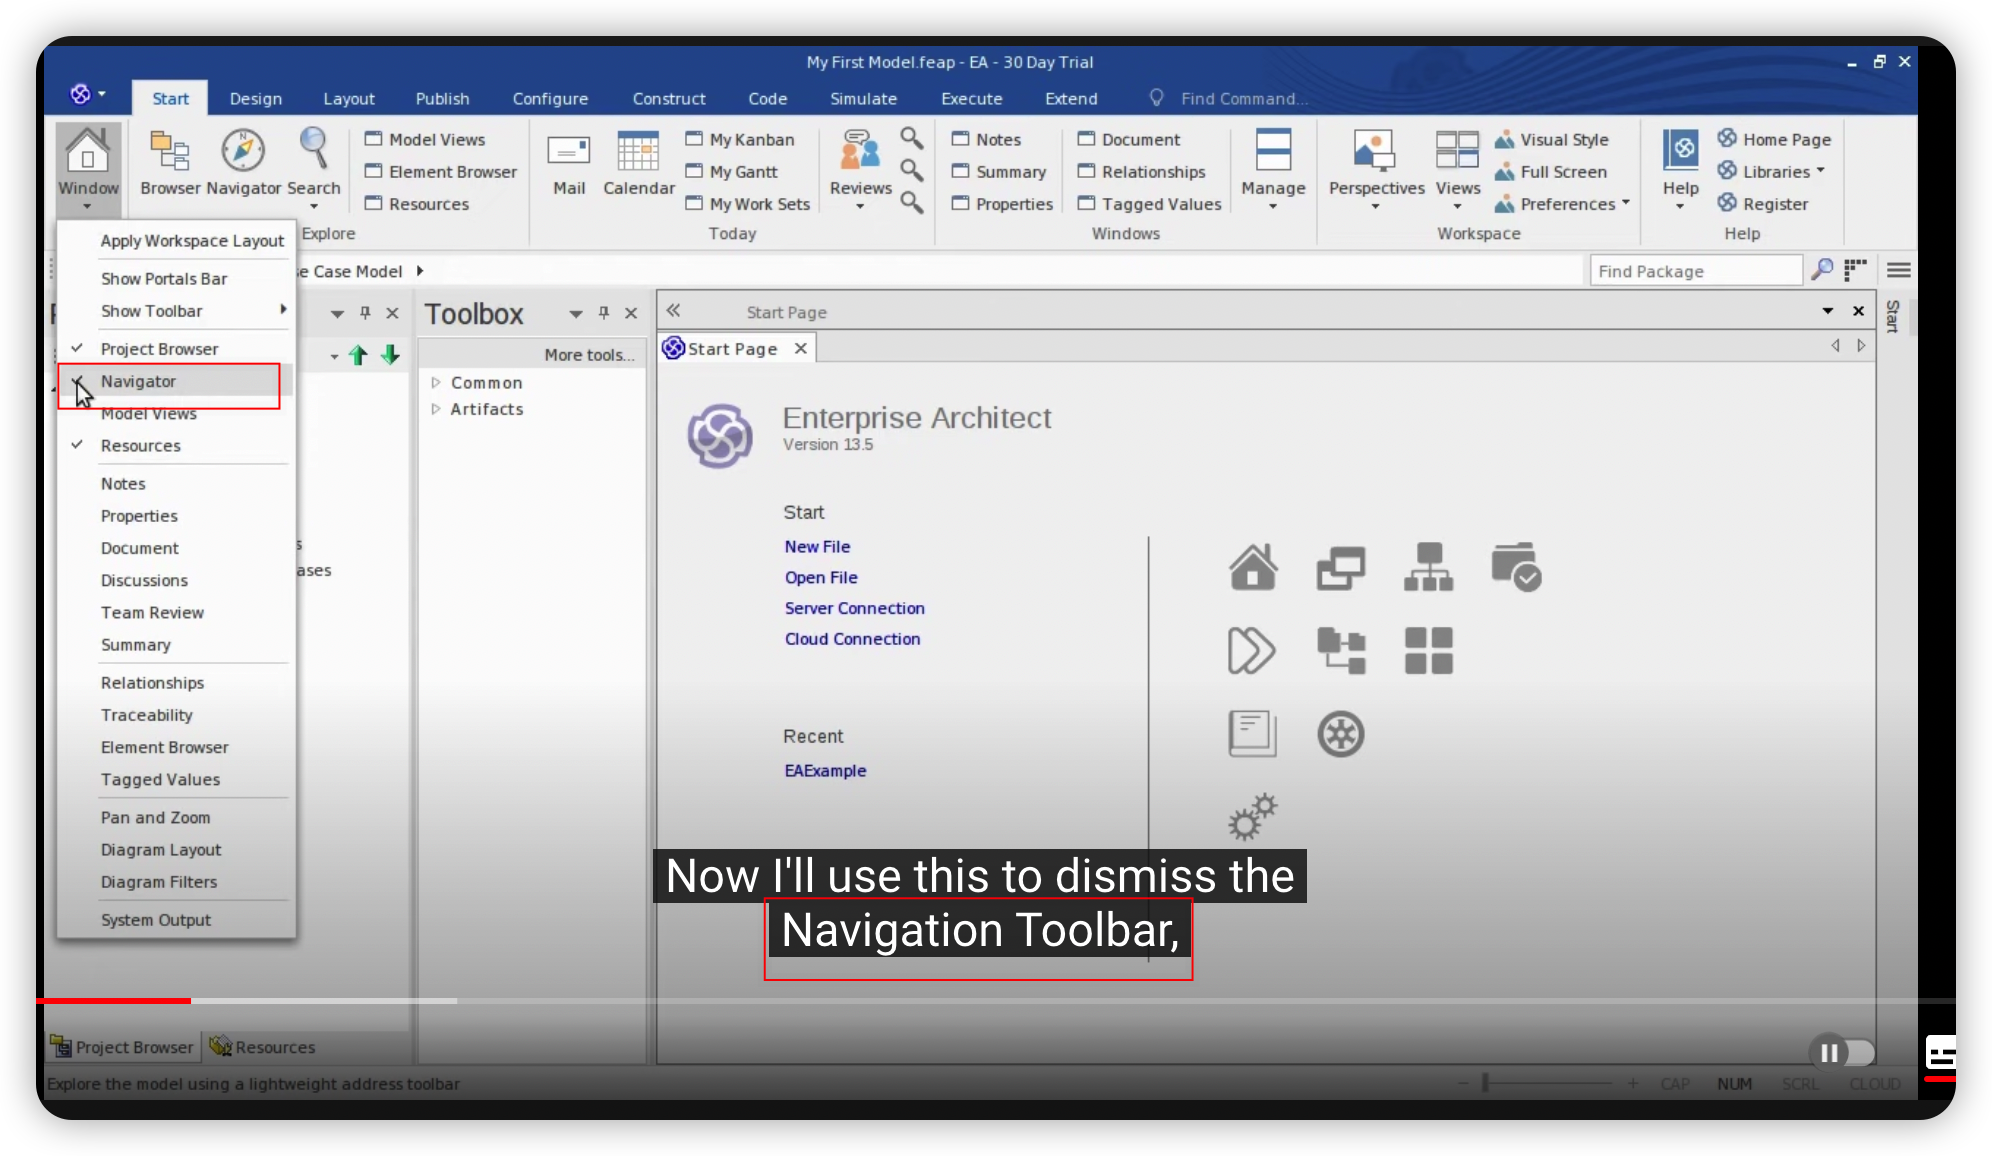 My First Model.feap - EA - 30 Day Trial
Start Design Layout Publish Configure Construct Code Simulate Execute Extend Find Command...
Window Browser Navigator Search
Model Views
Element Browser
Resources
Explore
Mail Calendar
My Kanban
My Gantt
My Work Sets
Reviews
Today
Notes
Summary
Properties
Document
Relationships
Tagged Values
Manage
Windows
Perspectives Views
Visual Style
Full Screen
Preferences
Workspace
Help
Home Page
Libraries
Register
Help
Case Model
Find Package
Apply Workspace Layout
Show Portals Bar
Show Toolbar
Project Browser
Navigator
Model Views
Resources
Notes
Properties
Document
Discussions
Team Review
Summary
Relationships
Traceability
Element Browser
Tagged Values
Pan and Zoom
Diagram Layout
Diagram Filters
System Output
Toolbox
More tools...
Common
Artifacts
Start Page
Start Page
Start
Enterprise Architect
Version 13.5
Start
New File
Open File
Server Connection
Cloud Connection
Recent
EAExample
Now I'll use this to dismiss the
Navigation Toolbar,
Project Browser Resources
Explore the model using a lightweight address toolbar
CAP NUM SCRL CLOUD